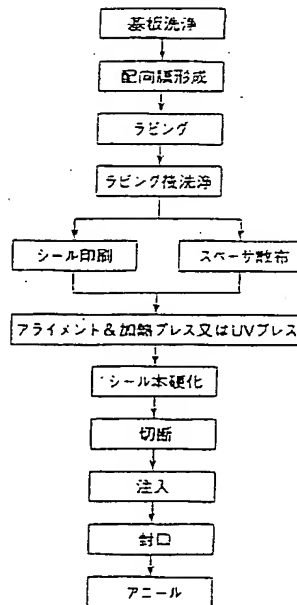 基板洗浄
配向膜形成
ラビング
ラビング後洗浄
シール印刷
スペーサ散布
アライメント＆加熱プレス又はUVプレス
シール本硬化
切断
注入
封口
アニール